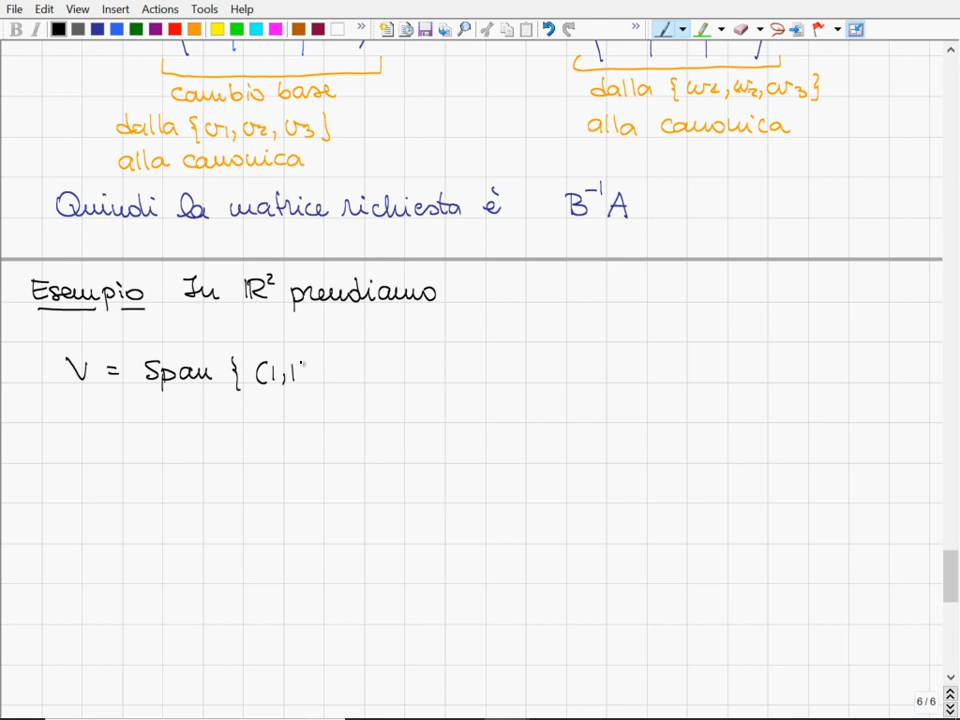 File Edit View Insert Actions Tools Help
B I
cambio base
dalla {v1, v2, v3}
alla canonica
dalla {w1, w2, w3}
alla canonica
Quindi la matrice richiesta è B⁻¹A
Esempio In ℝ² prendiamo
V = Span { (1,1
6 / 6